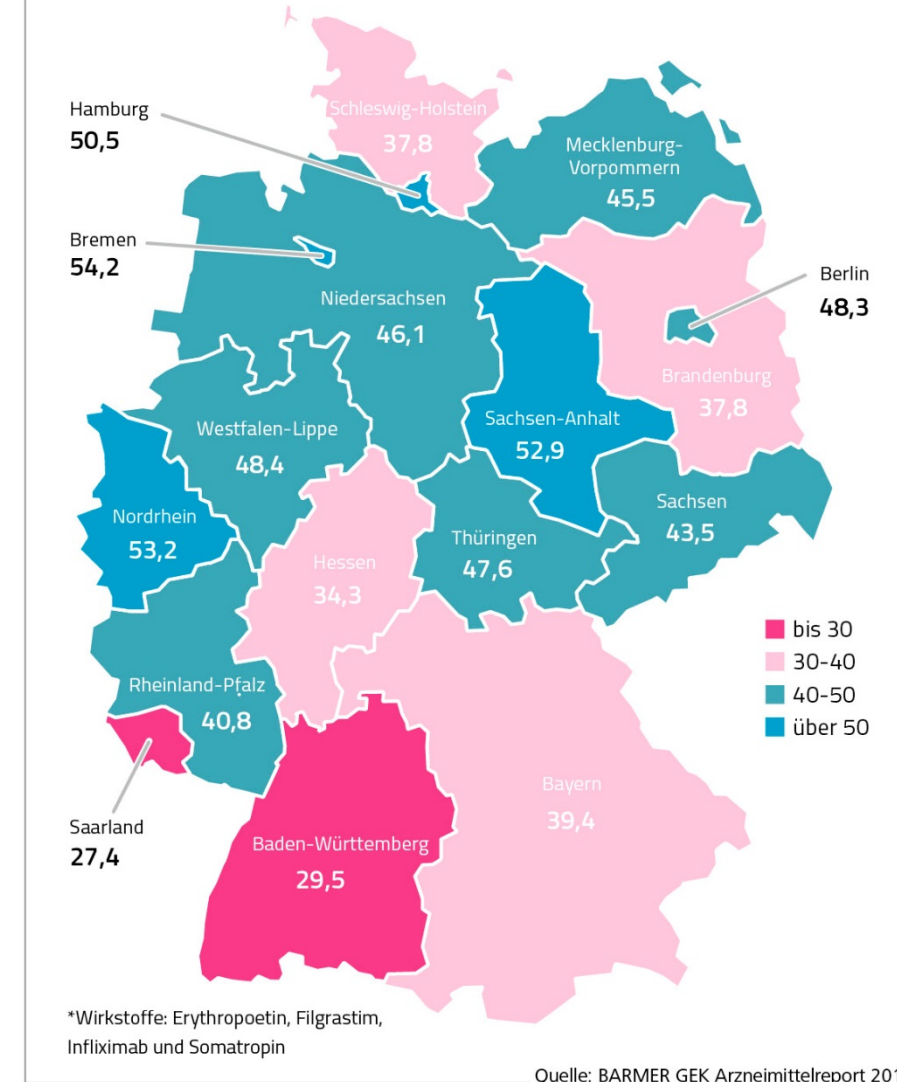 Schleswig-Holstein
37,8
Hamburg
50,5
Mecklenburg-
Vorpommern
45,5
Bremen
54,2
Niedersachsen
46,1
Berlin
48,3
Brandenburg
37,8
Westfalen-Lippe
48,4
Sachsen-Anhalt
52,9
Nordrhein
53,2
Sachsen
43,5
Thüringen
47,6
Hessen
34,3
bis 30
30-40
40-50
über 50
Rheinland-Pfalz
40,8
Saarland
27,4
Bayern
39,4
Baden-Württemberg
29,5
*Wirkstoffe: Erythropoetin, Filgrastim,
Infliximab und Somatropin
Quelle: BARMER GEK Arzneimittelreport